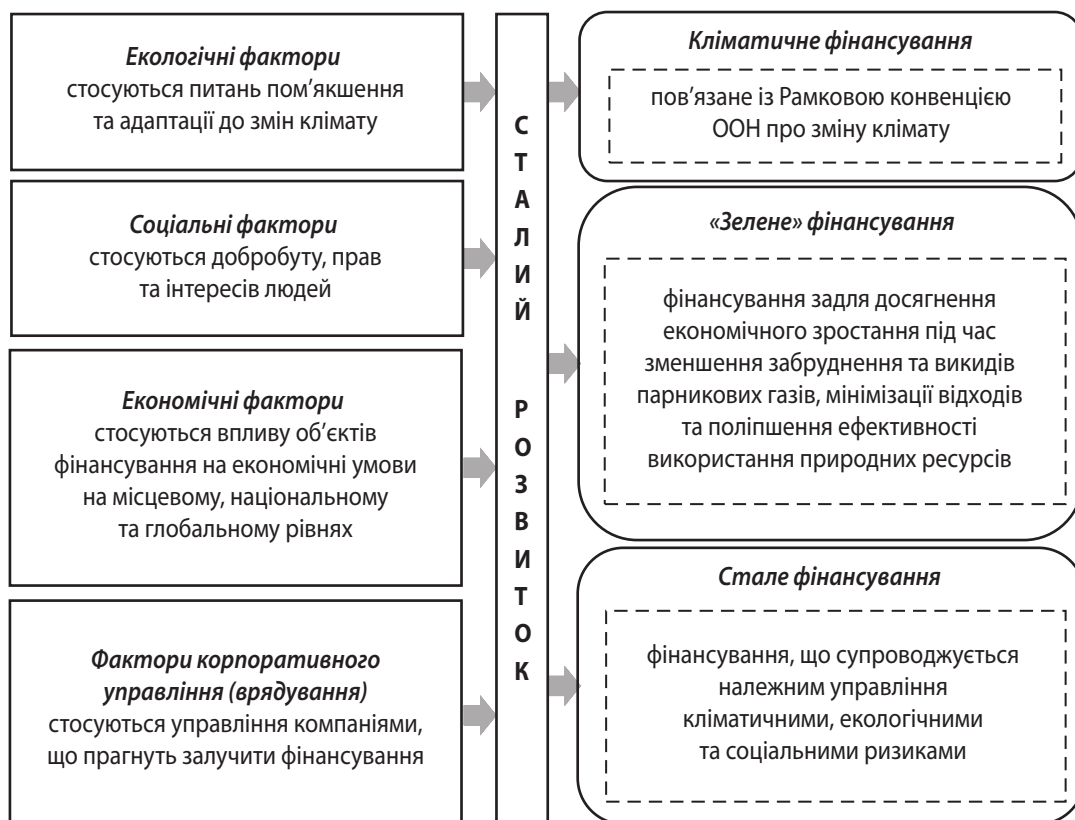 Екологічні фактори
стосуються питань пом’якшення
та адаптації до змін клімату
Соціальні фактори
стосуються добробуту, прав
та інтересів людей
Економічні фактори
стосуються впливу об’єктів
фінансування на економічні умови
на місцевому, національному
та глобальному рівнях
Фактори корпоративного
управління (врядування)
стосуються управління компаніями,
що прагнуть залучити фінансування
СТАЛИЙ РОЗВИТОК
Кліматичне фінансування
пов’язане із Рамковою конвенцією
ООН про зміну клімату
«Зелене» фінансування
фінансування задля досягнення
економічного зростання під час
зменшення забруднення та викидів
парникових газів, мінімізації відходів
та поліпшення ефективності
використання природних ресурсів
Стале фінансування
фінансування, що супроводжується
належним управління
кліматичними, екологічними
та соціальними ризиками